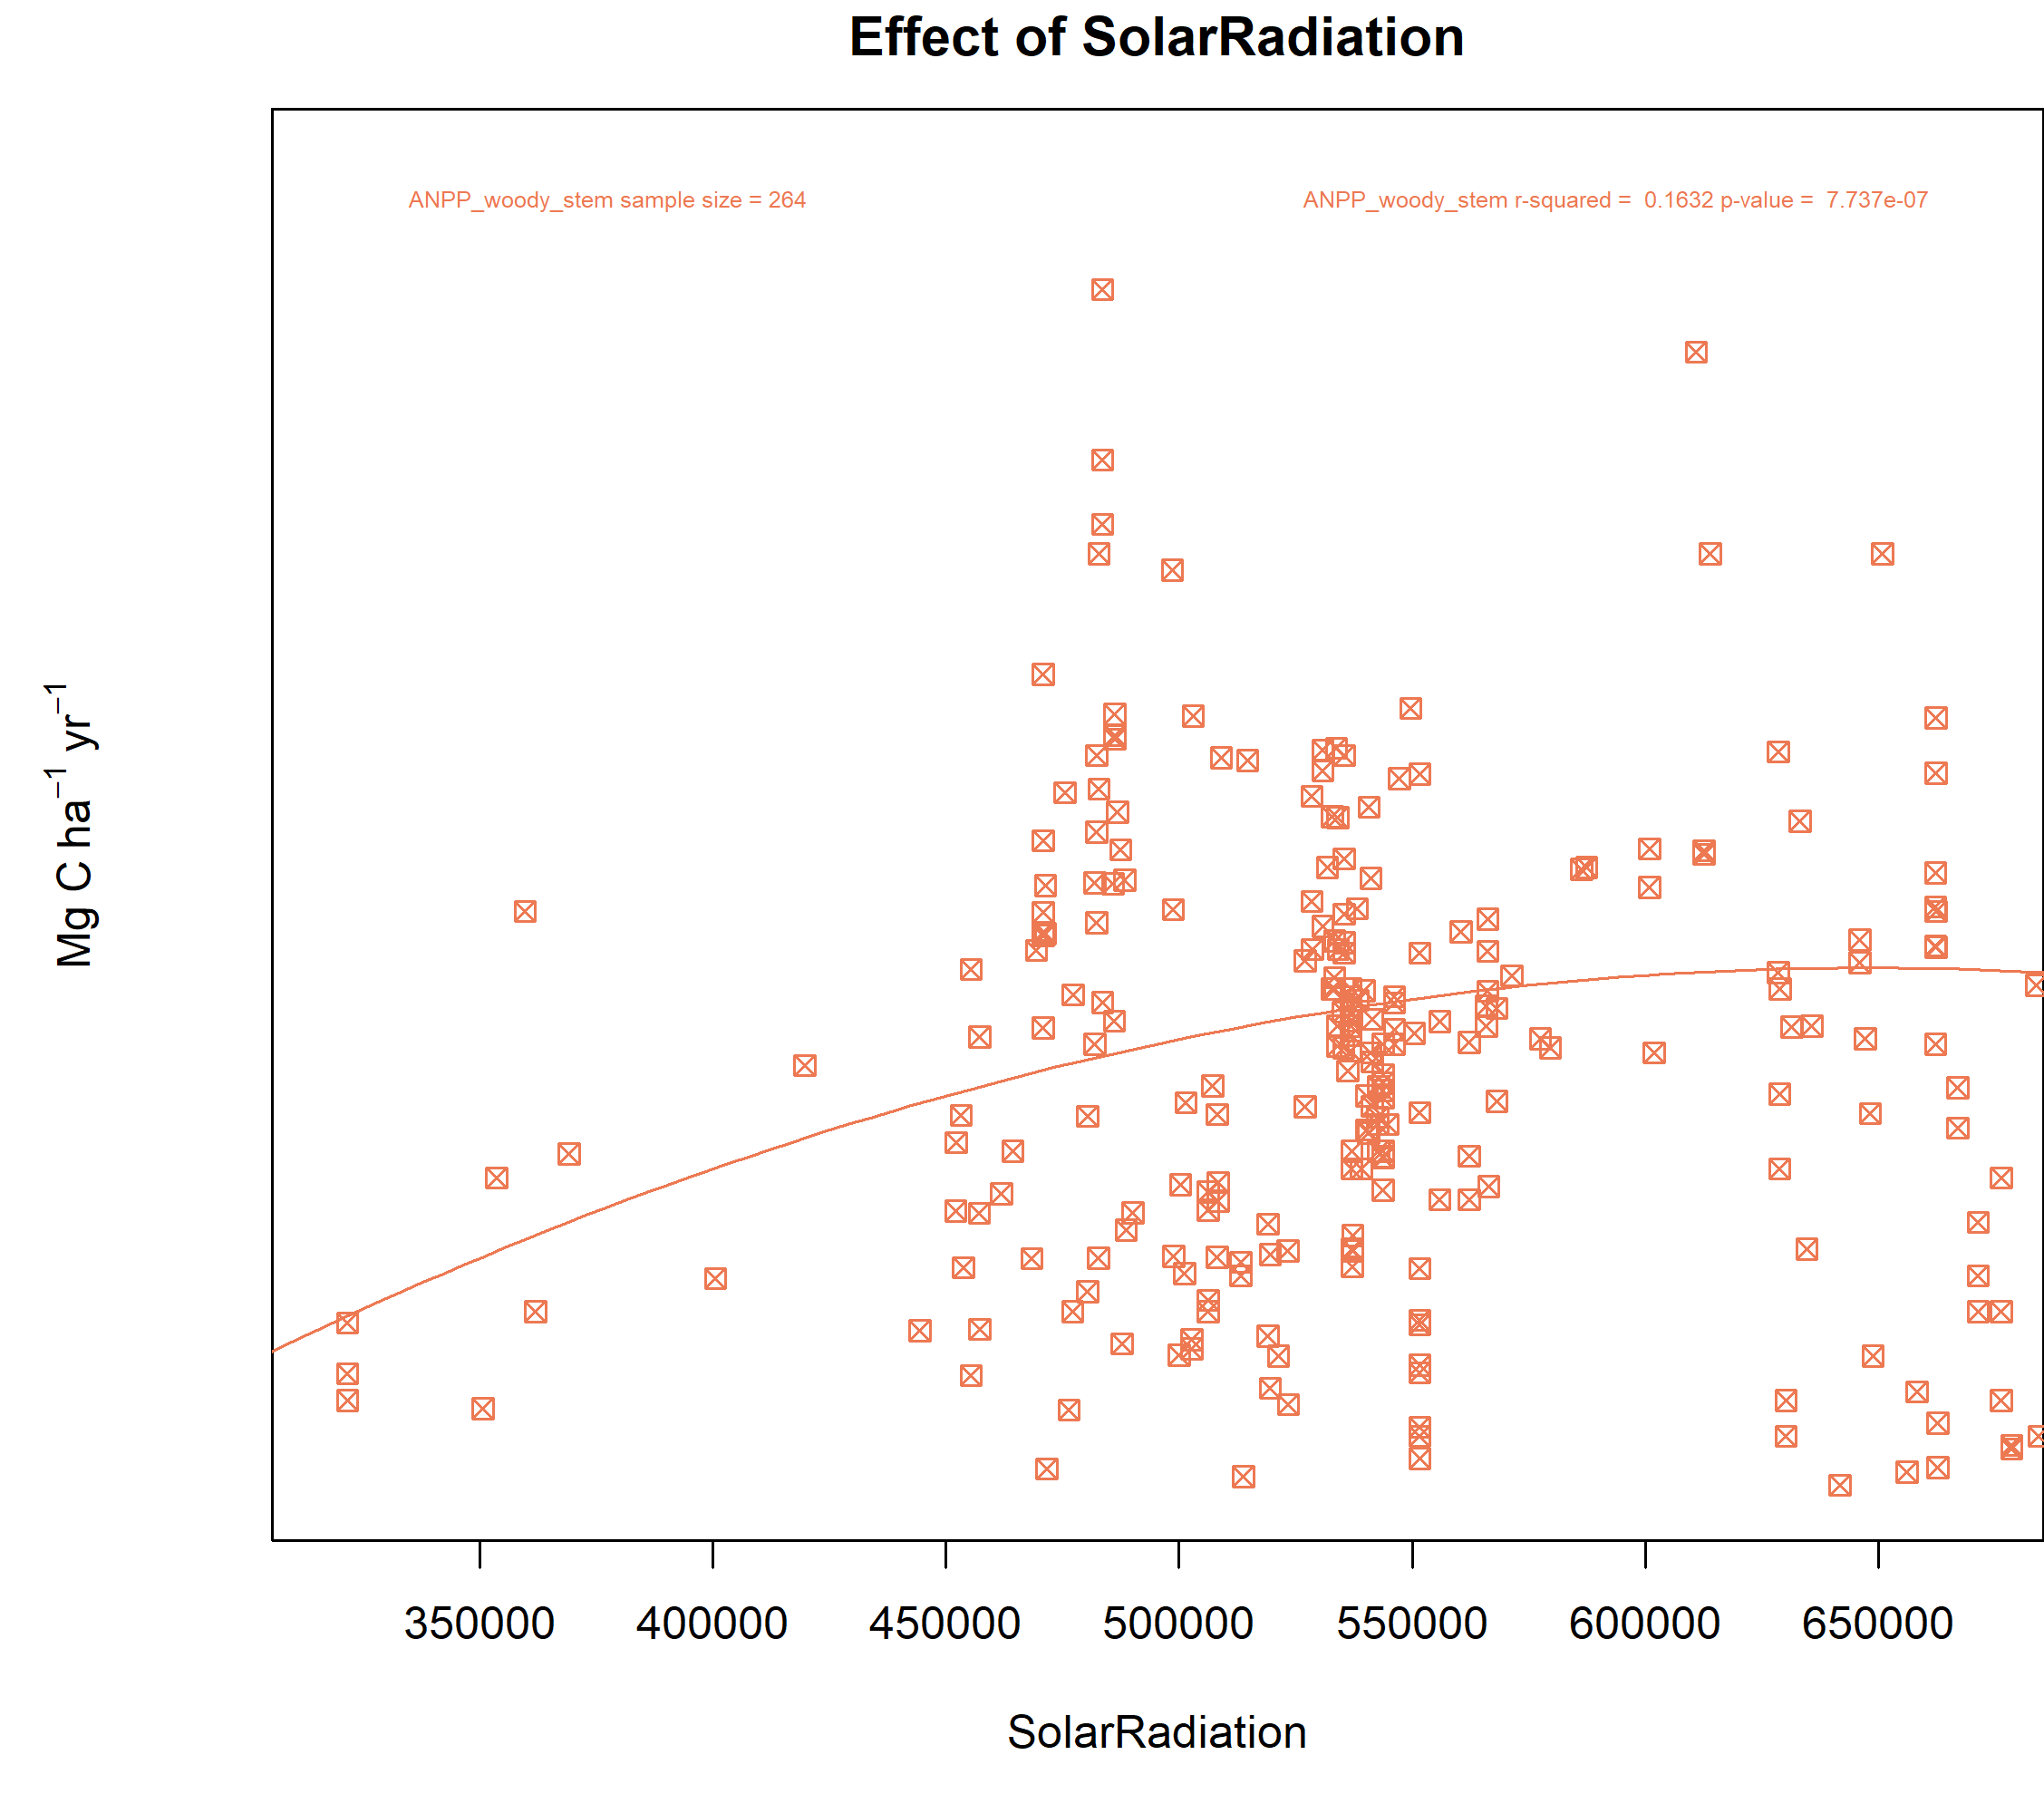 Effect of SolarRadiation
ANPP_woody_stem sample size = 264
ANPP_woody_stem r-squared =  0.1632 p-value =  7.737e-07
Mg C ha⁻¹ yr⁻¹
350000 400000 450000 500000 550000 600000 650000
SolarRadiation